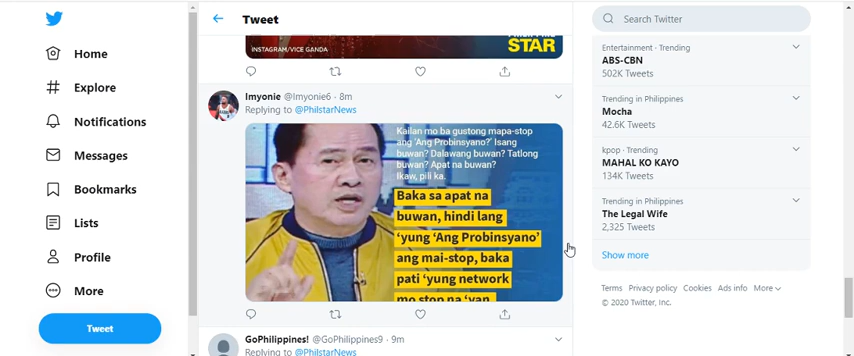 Tweet
Search Twitter
Home
Explore
Notifications
Messages
Bookmarks
Lists
Profile
More
Tweet
INSTAGRAM/VICE GANDA
STAR
Imyonie @Imyonie6 · 8m
Replying to @PhilstarNews
Kailan mo ba gustong mapa-stop
ang 'Ang Probinsyano?' Isang
buwan? Dalawang buwan? Tatlong
buwan? Apat na buwan?
Ikaw, pili ka.
Baka sa apat na
buwan, hindi lang
'yung 'Ang Probinsyano'
ang mai-stop, baka
pati 'yung network
mo stop na 'yan
GoPhilippines! @GoPhilippines9 · 9m
Replying to @PhilstarNews
Entertainment · Trending
ABS-CBN
502K Tweets
Trending in Philippines
Mocha
42.6K Tweets
kpop · Trending
MAHAL KO KAYO
134K Tweets
Trending in Philippines
The Legal Wife
2,325 Tweets
Show more
Terms Privacy policy Cookies Ads info More
© 2020 Twitter, Inc.